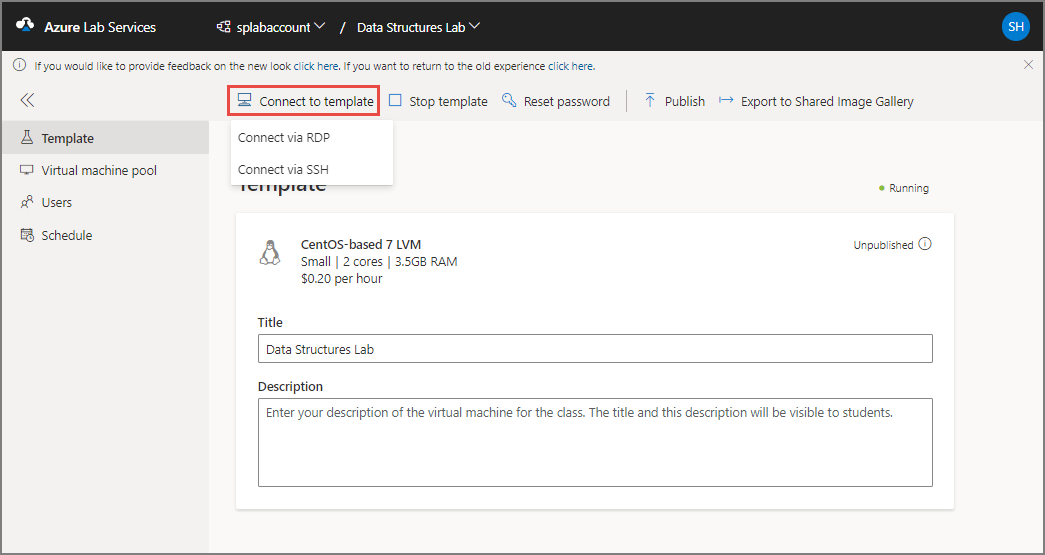 Azure Lab Services
splabaccount / Data Structures Lab
SH
If you would like to provide feedback on the new look click here. If you want to return to the old experience click here.
Connect to template Stop template Reset password Publish Export to Shared Image Gallery
Connect via RDP
Connect via SSH
Template
Virtual machine pool
Users
Schedule
Template
Running
CentOS-based 7 LVM
Small | 2 cores | 3.5GB RAM
$0.20 per hour
Unpublished
Title
Data Structures Lab
Description
Enter your description of the virtual machine for the class. The title and this description will be visible to students.